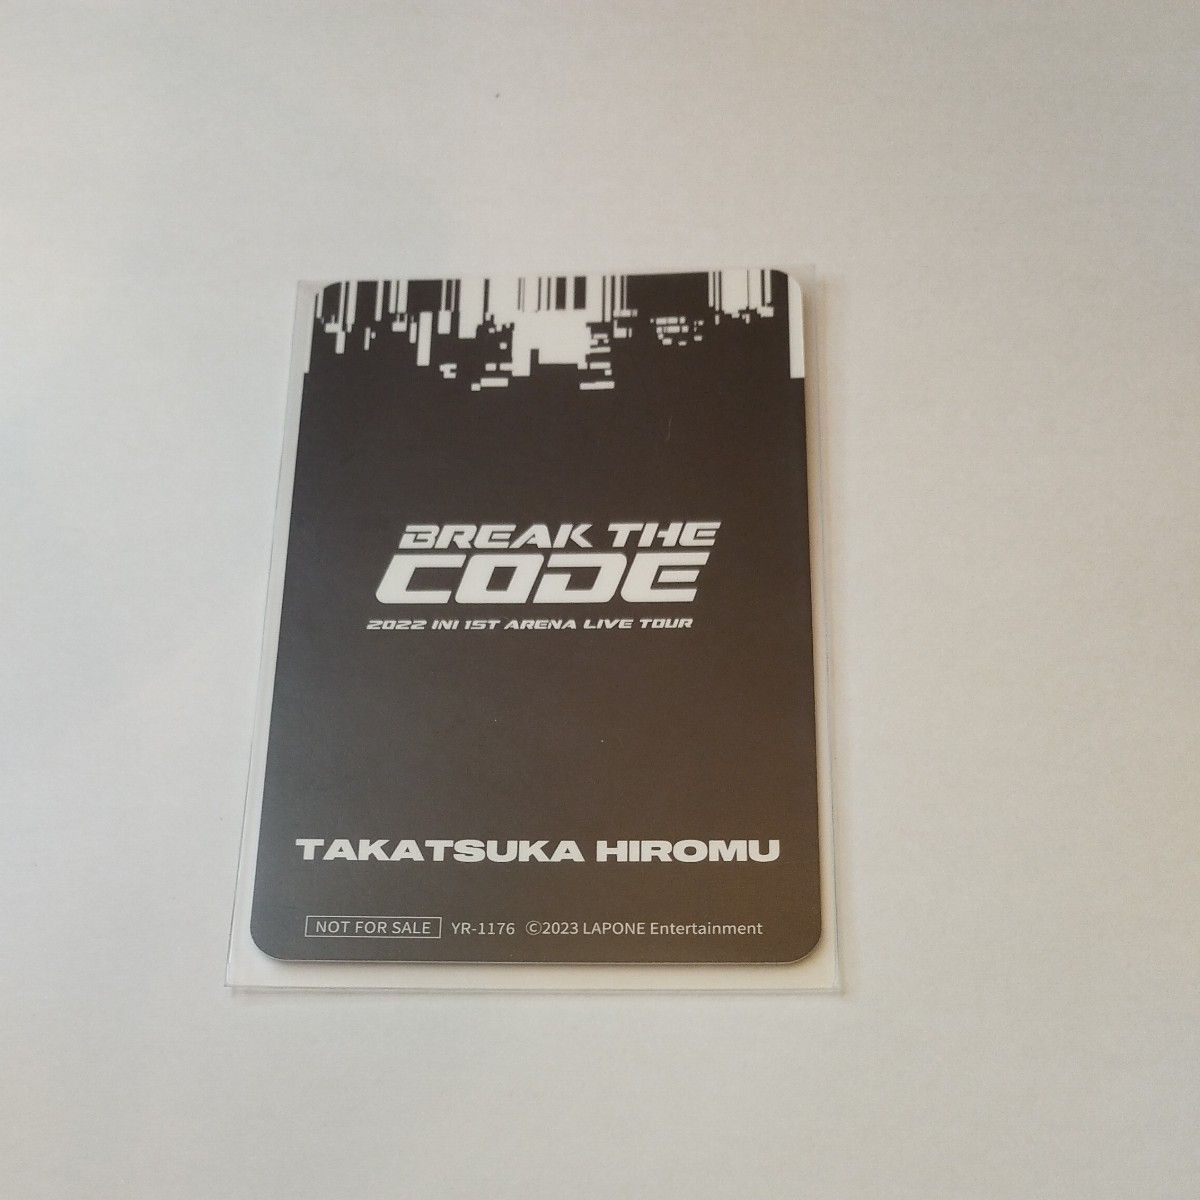 BREAK THE
CODE
2022 INI 1ST ARENA LIVE TOUR
TAKATSUKA HIROMU
NOT FOR SALE YR-1176 ©2023 LAPONE Entertainment